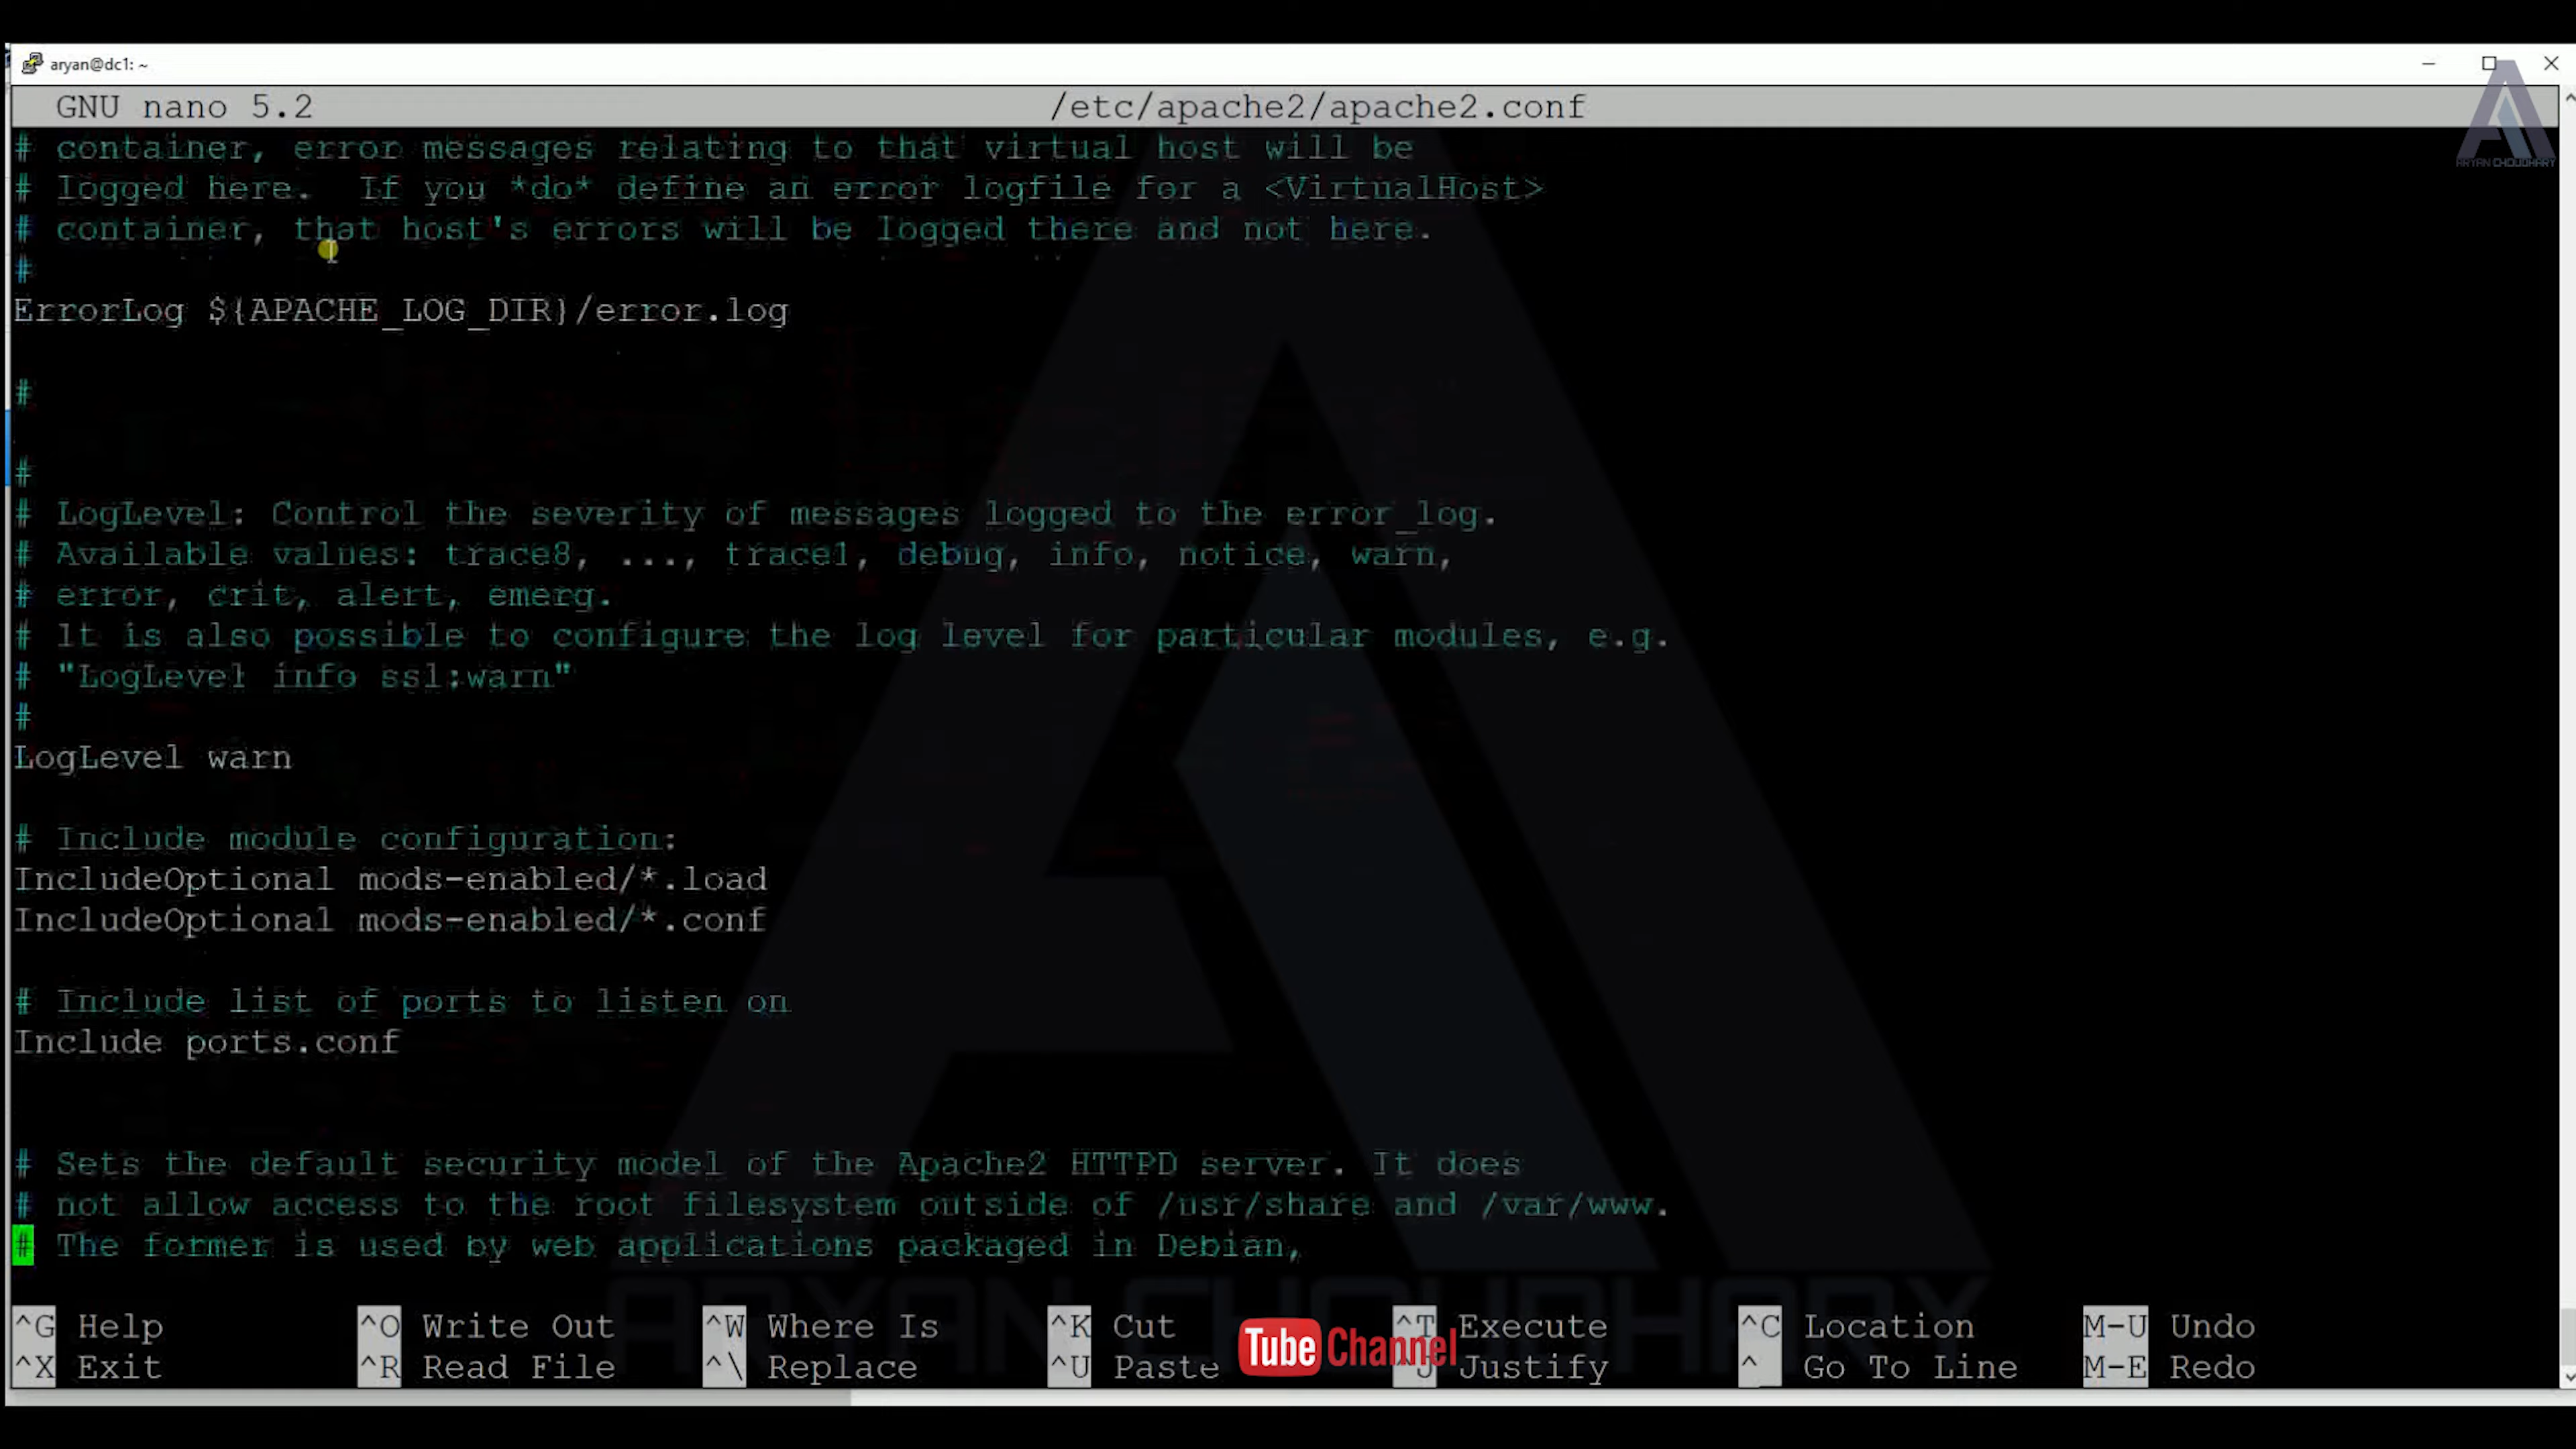 aryan@dc1: ~
GNU nano 5.2 /etc/apache2/apache2.conf
ARYAN CHOUDHARY
# container, error messages relating to that virtual host will be
# logged here.  If you *do* define an error logfile for a <VirtualHost>
# container, that host's errors will be logged there and not here.
#
ErrorLog ${APACHE_LOG_DIR}/error.log
#
#
# LogLevel: Control the severity of messages logged to the error_log.
# Available values: trace8, ..., trace1, debug, info, notice, warn,
# error, crit, alert, emerg.
# It is also possible to configure the log level for particular modules, e.g.
# "LogLevel info ssl:warn"
#
LogLevel warn
# Include module configuration:
IncludeOptional mods-enabled/*.load
IncludeOptional mods-enabled/*.conf
# Include list of ports to listen on
Include ports.conf
# Sets the default security model of the Apache2 HTTPD server. It does
# not allow access to the root filesystem outside of /usr/share and /var/www.
# The former is used by web applications packaged in Debian,
ARYAN CHOUDHARY
^G Help ^O Write Out ^W Where Is ^K Cut ^T Execute ^C Location M-U Undo
^X Exit ^R Read File ^\ Replace ^U Paste ^J Justify ^_ Go To Line M-E Redo
Tube Channel